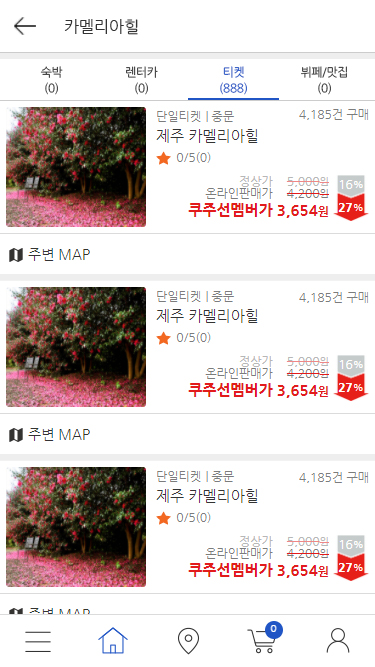 카멜리아힐
숙박 렌터카 티켓 뷔페/맛집
(0) (0) (888) (0)
단일티켓 | 중문 4,185건 구매
제주 카멜리아힐
0/5(0)
정상가 5,000원 16%
온라인판매가 4,200원
쿠주선멤버가 3,654원 27%
주변 MAP
단일티켓 | 중문 4,185건 구매
제주 카멜리아힐
0/5(0)
정상가 5,000원 16%
온라인판매가 4,200원
쿠주선멤버가 3,654원 27%
주변 MAP
단일티켓 | 중문 4,185건 구매
제주 카멜리아힐
0/5(0)
정상가 5,000원 16%
온라인판매가 4,200원
쿠주선멤버가 3,654원 27%
주변 MAP
0